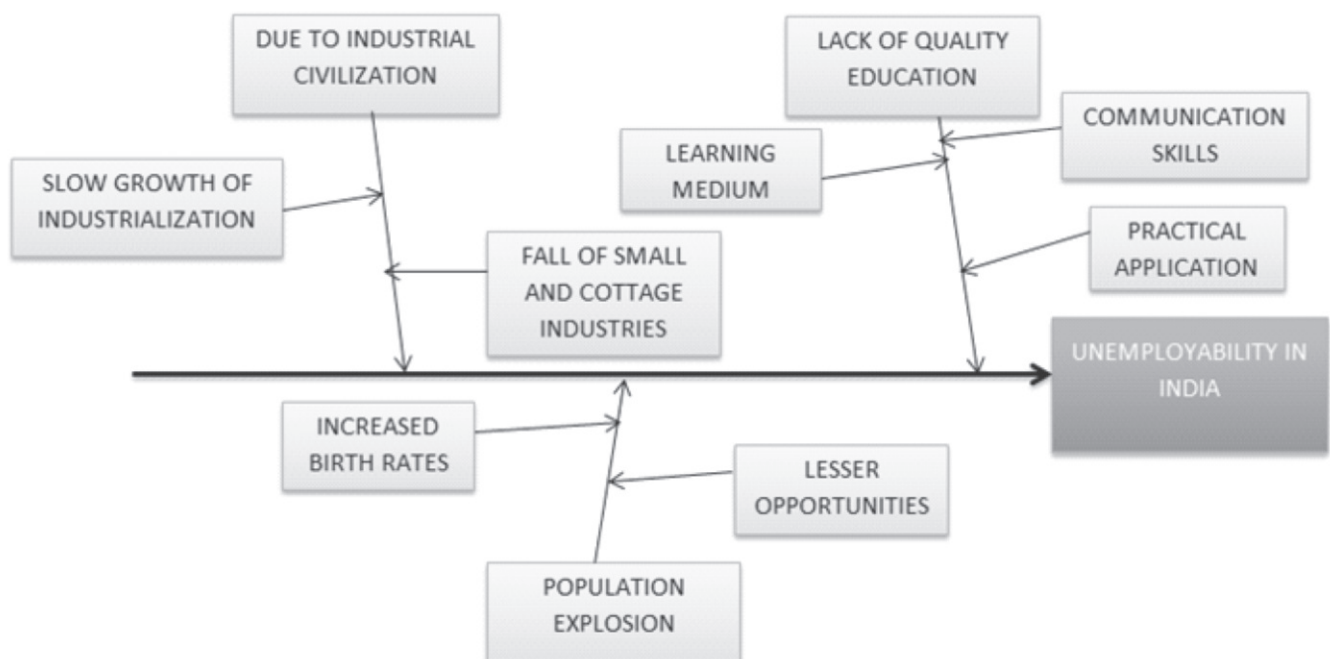 DUE TO INDUSTRIAL
CIVILIZATION
LACK OF QUALITY
EDUCATION
COMMUNICATION
SKILLS
LEARNING
MEDIUM
SLOW GROWTH OF
INDUSTRIALIZATION
PRACTICAL
APPLICATION
FALL OF SMALL
AND COTTAGE
INDUSTRIES
UNEMPLOYABILITY IN
INDIA
INCREASED
BIRTH RATES
LESSER
OPPORTUNITIES
POPULATION
EXPLOSION